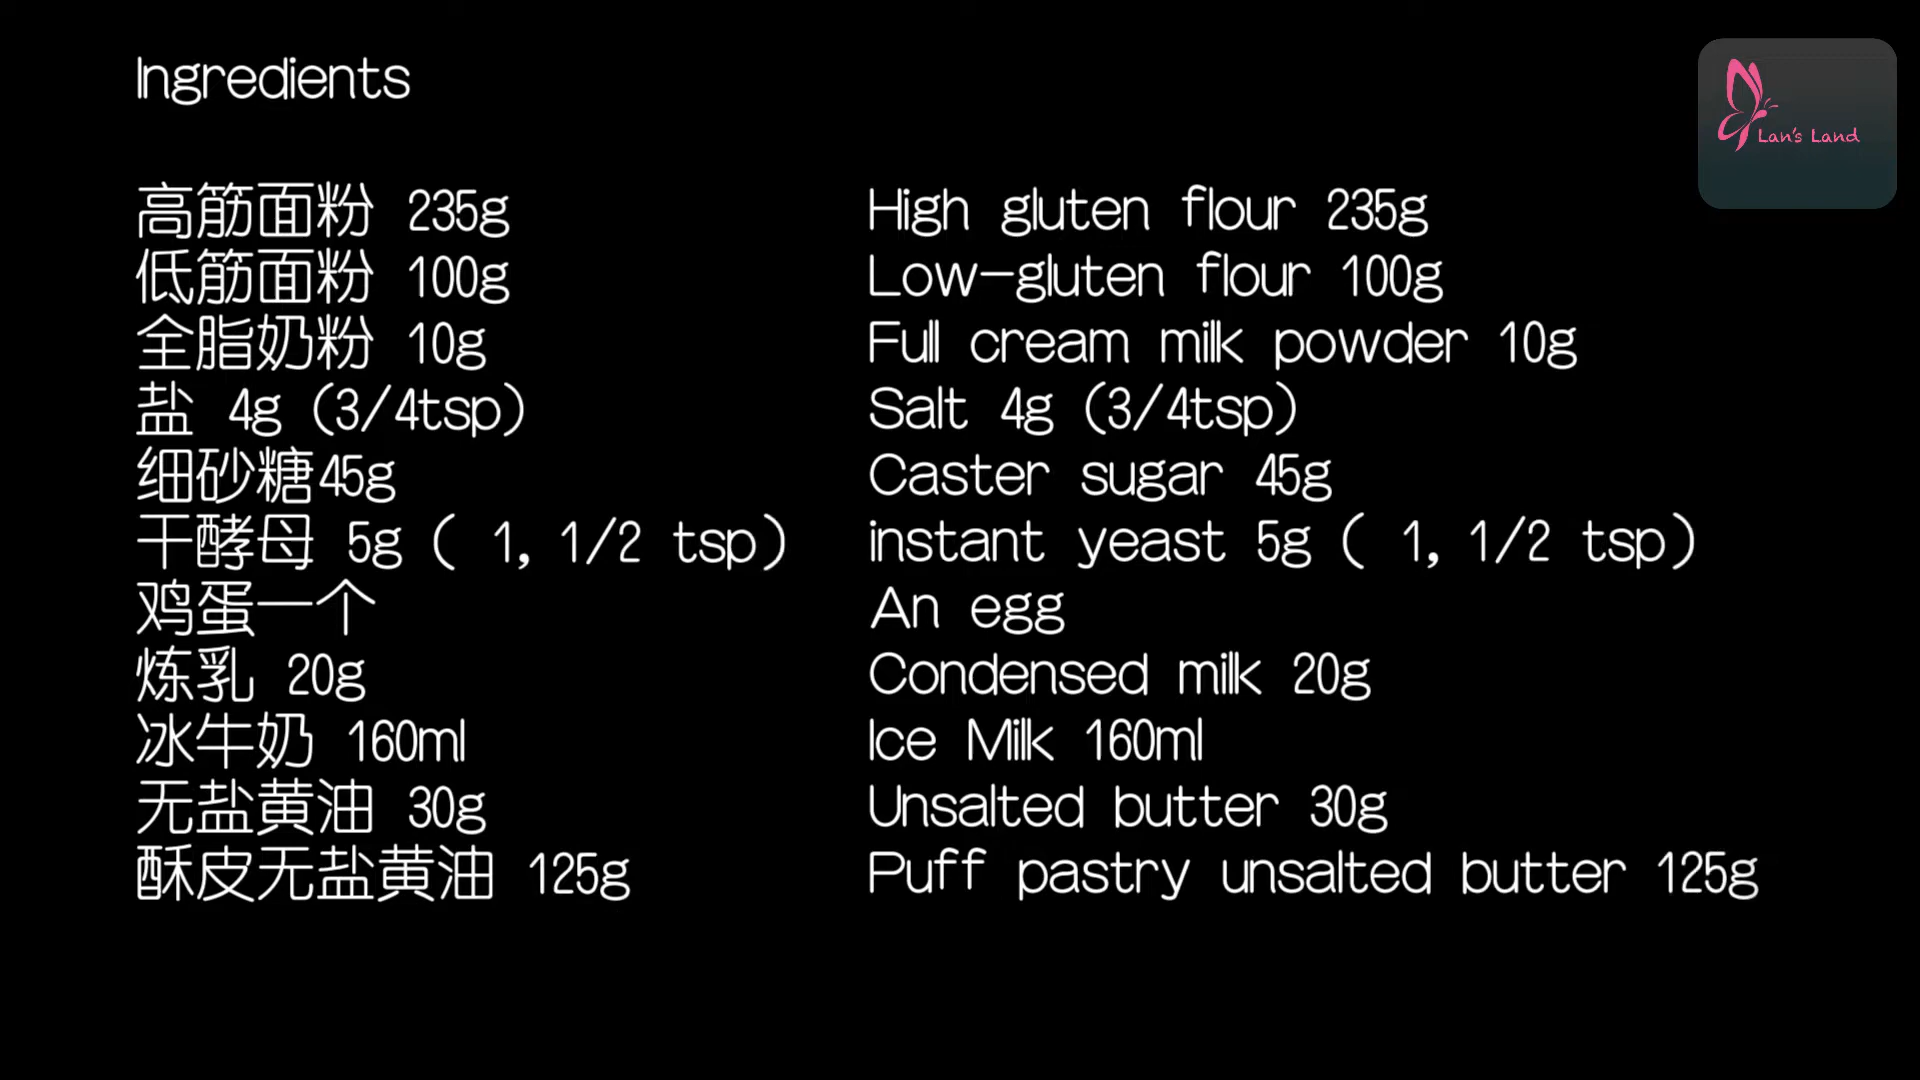 Ingredients
Lan's Land
高筋面粉 235g
低筋面粉 100g
全脂奶粉 10g
盐 4g (3/4tsp)
细砂糖45g
干酵母 5g ( 1, 1/2 tsp)
鸡蛋一个
炼乳 20g
冰牛奶 160ml
无盐黄油 30g
酥皮无盐黄油 125g
High gluten flour 235g
Low-gluten flour 100g
Full cream milk powder 10g
Salt 4g (3/4tsp)
Caster sugar 45g
instant yeast 5g ( 1, 1/2 tsp)
An egg
Condensed milk 20g
Ice Milk 160ml
Unsalted butter 30g
Puff pastry unsalted butter 125g